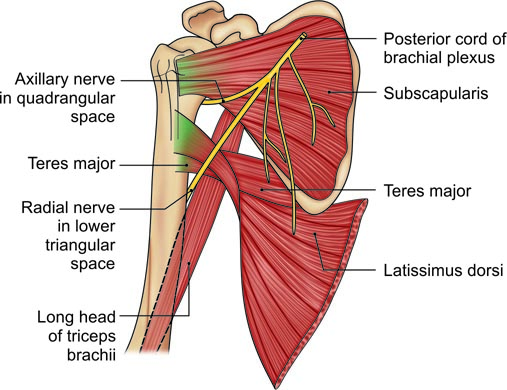 Axillary nerve
in quadrangular
space
Teres major
Radial nerve
in lower
triangular
space
Long head
of triceps
brachii
Posterior cord of
brachial plexus
Subscapularis
Teres major
Latissimus dorsi